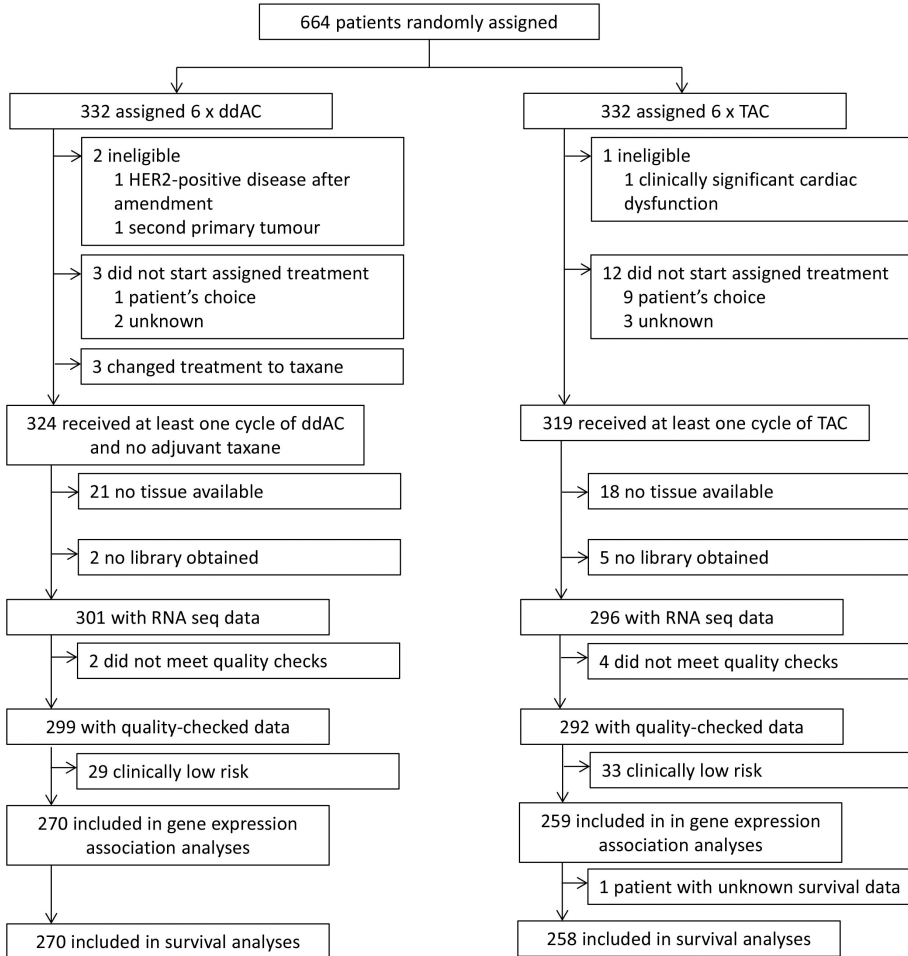 664 patients randomly assigned
332 assigned 6 x ddAC
2 ineligible
1 HER2-positive disease after
amendment
1 second primary tumour
3 did not start assigned treatment
1 patient’s choice
2 unknown
3 changed treatment to taxane
324 received at least one cycle of ddAC
and no adjuvant taxane
21 no tissue available
2 no library obtained
301 with RNA seq data
2 did not meet quality checks
299 with quality-checked data
29 clinically low risk
270 included in gene expression
association analyses
270 included in survival analyses
332 assigned 6 x TAC
1 ineligible
1 clinically significant cardiac
dysfunction
12 did not start assigned treatment
9 patient’s choice
3 unknown
319 received at least one cycle of TAC
18 no tissue available
5 no library obtained
296 with RNA seq data
4 did not meet quality checks
292 with quality-checked data
33 clinically low risk
259 included in in gene expression
association analyses
1 patient with unknown survival data
258 included in survival analyses